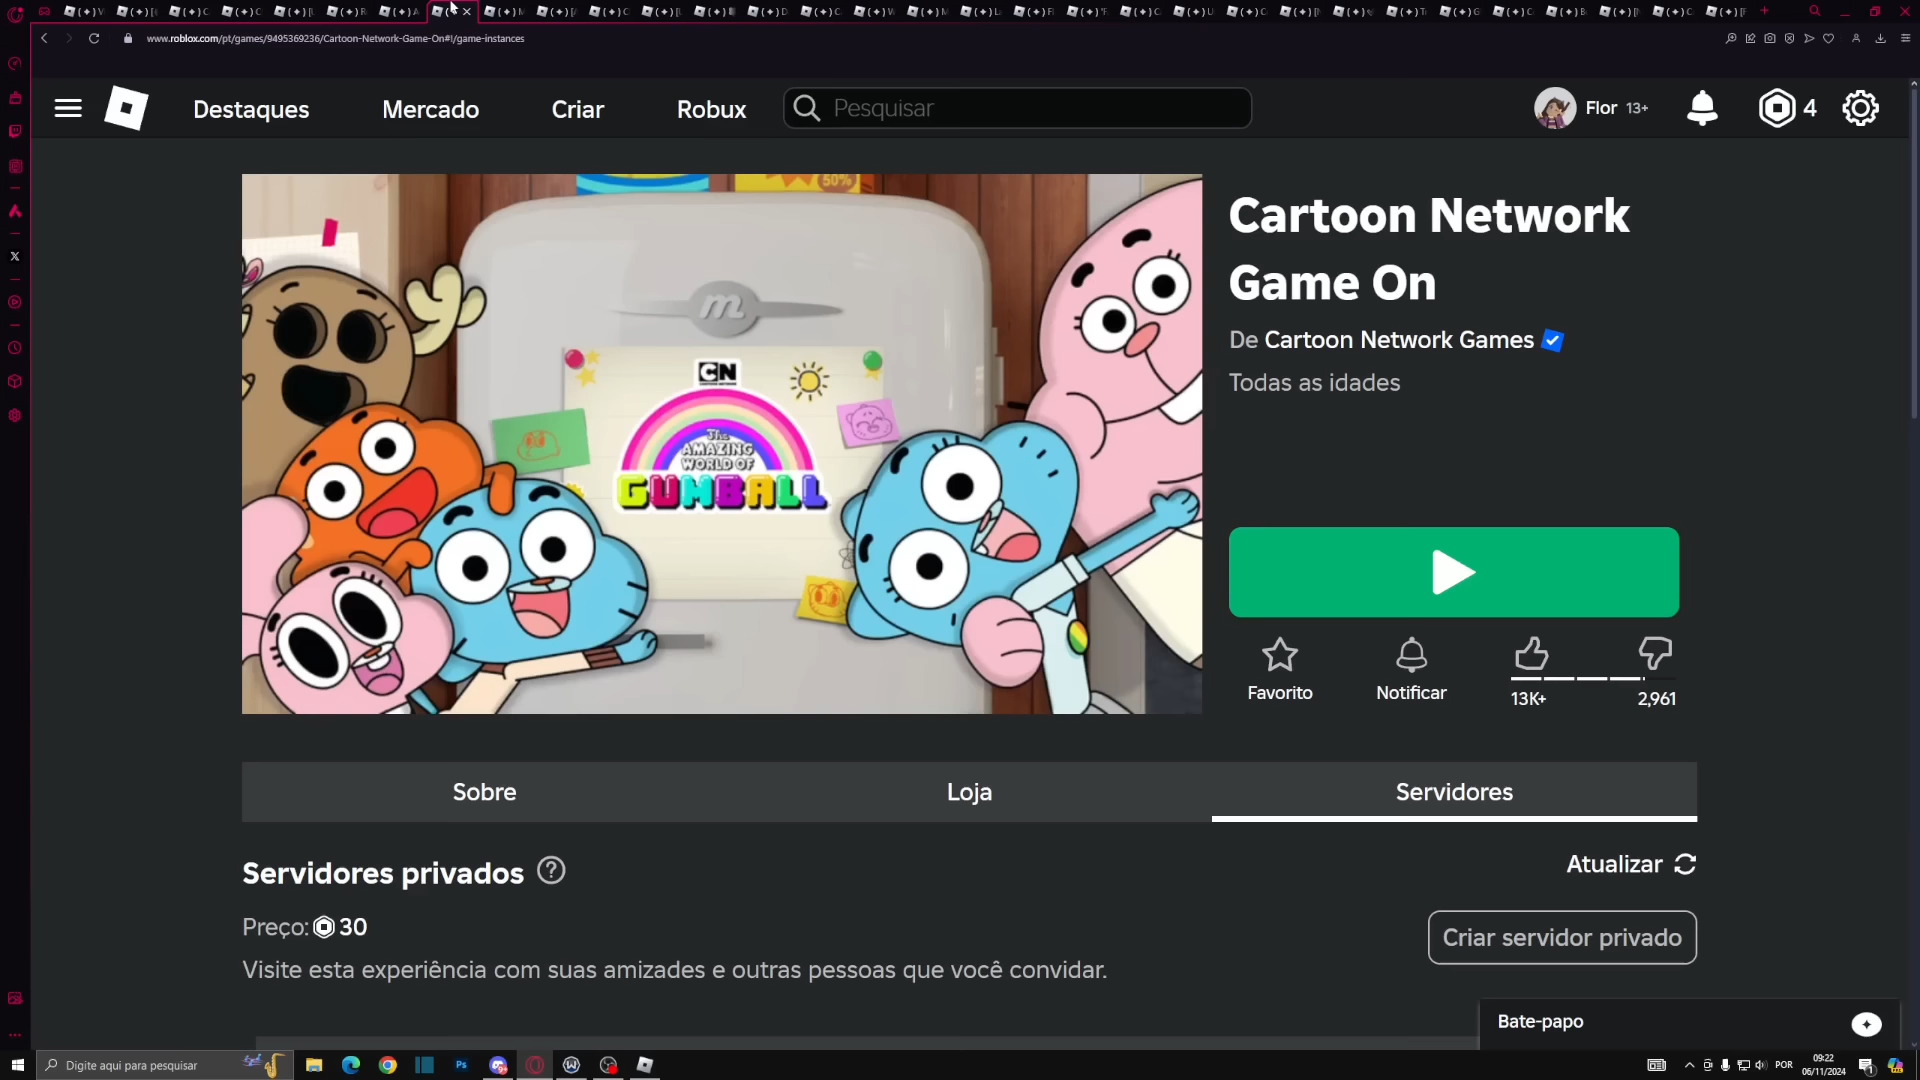 www.roblox.com/pt/games/9495369236/Cartoon-Network-Game-On#!/game-instances
Destaques
Mercado
Criar
Robux
Pesquisar
Flor 13+
4
50%
m
CN
CARTOON NETWORK
The
AMAZING
WORLD OF
GUMBALL
Cartoon Network
Game On
De Cartoon Network Games
Todas as idades
Favorito
Notificar
13K+
2,961
Sobre
Loja
Servidores
Servidores privados
Atualizar
Preço: 30
Criar servidor privado
Visite esta experiência com suas amizades e outras pessoas que você convidar.
Bate-papo
Digite aqui para pesquisar
Ps
POR
09:22
06/11/2024